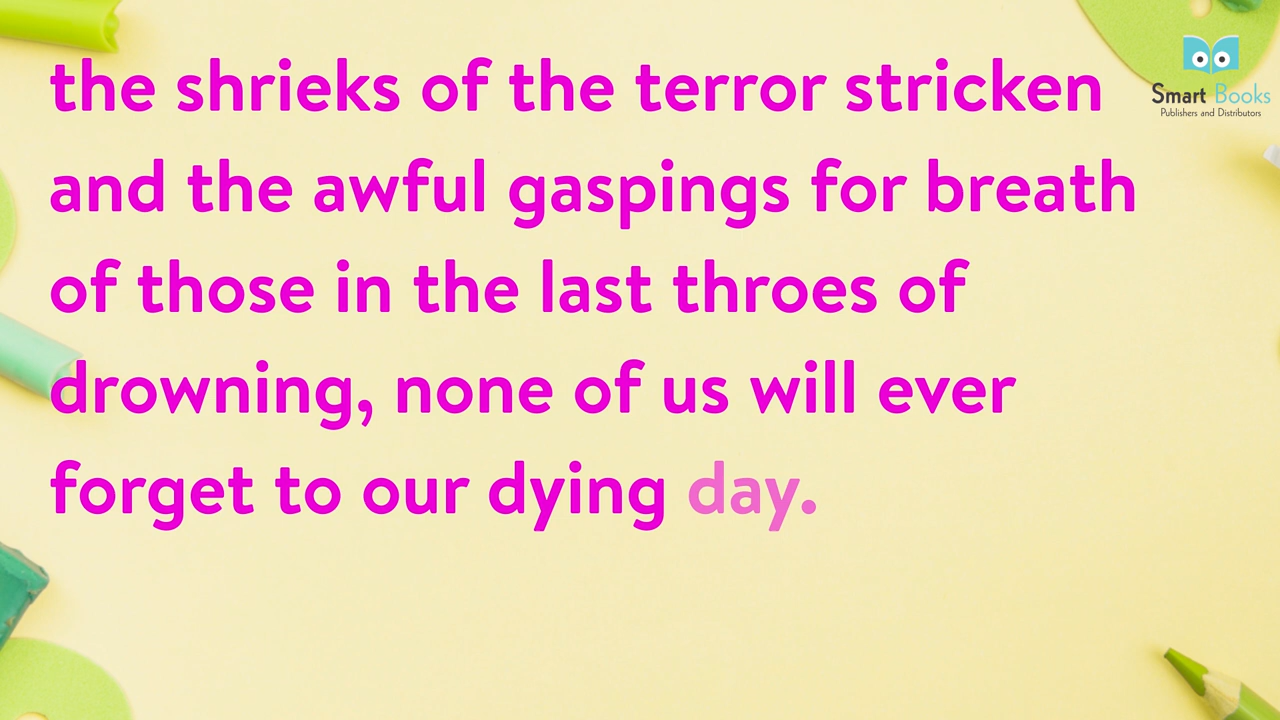 the shrieks of the terror stricken
and the awful gaspings for breath
of those in the last throes of
drowning, none of us will ever
forget to our dying day.
Smart Books
Publishers and Distributors